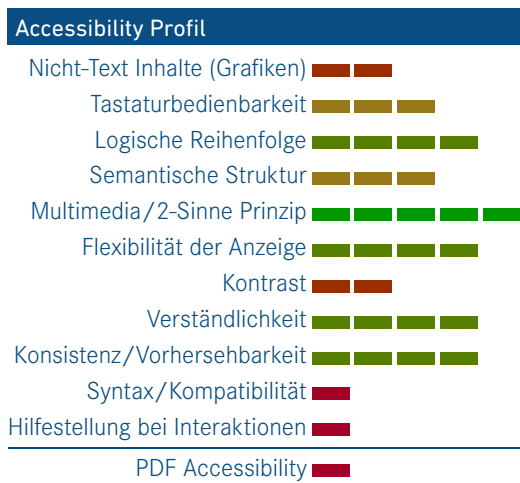 Accessibility Profil
Nicht-Text Inhalte (Grafiken)
Tastaturbedienbarkeit
Logische Reihenfolge
Semantische Struktur
Multimedia/2-Sinne Prinzip
Flexibilität der Anzeige
Kontrast
Verständlichkeit
Konsistenz/Vorhersehbarkeit
Syntax/Kompatibilität
Hilfestellung bei Interaktionen
PDF Accessibility